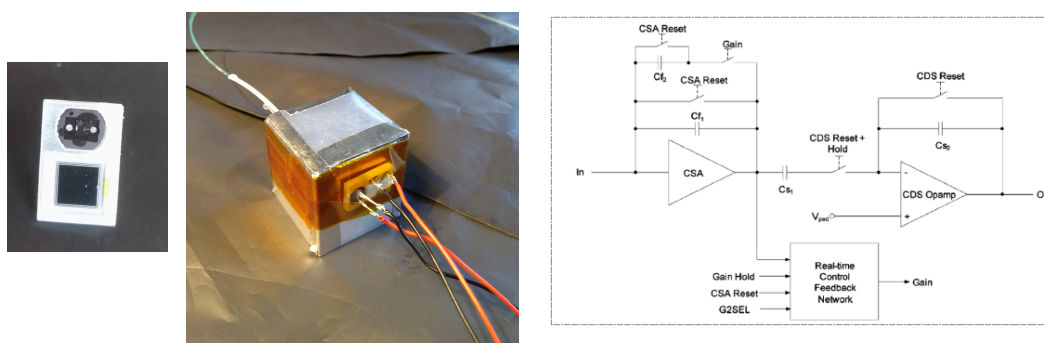 CSA Reset
Gain
Cf2
CSA Reset
CDS Reset
Cf1
CDS Reset +
Hold
Cs2
In
CSA
Cs1
-
CDS Opamp
+
Vpad
O
Real-time
Control
Feedback
Network
Gain Hold
CSA Reset
G2SEL
Gain